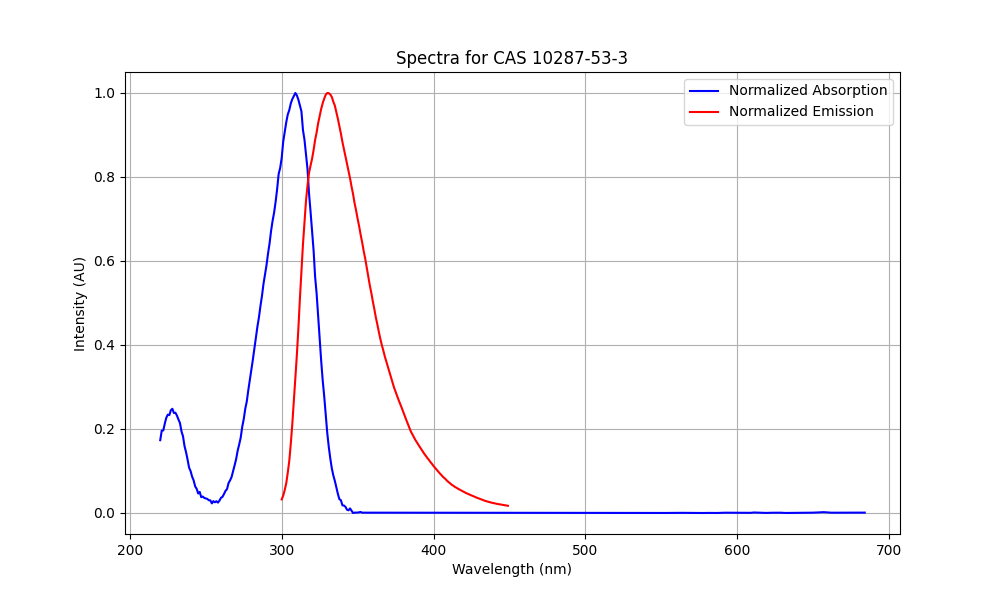 Spectra for CAS 10287-53-3
Normalized Absorption
Normalized Emission
1.0
0.8
0.6
0.4
0.2
0.0
Intensity (AU)
200 300 400 500 600 700
Wavelength (nm)